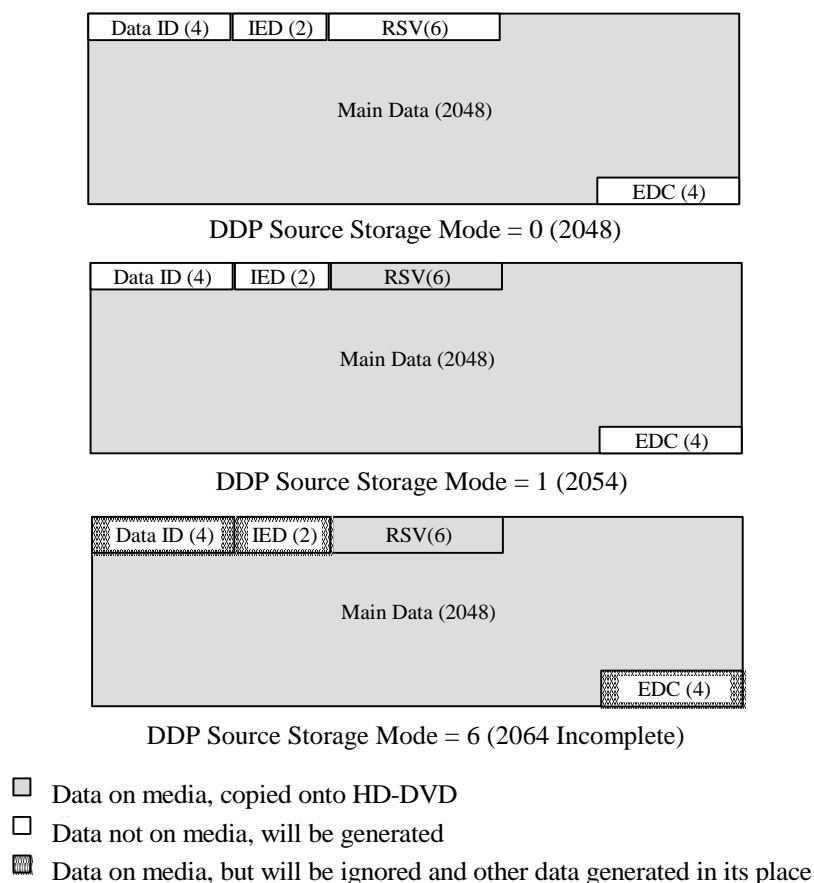 Data ID (4) IED (2) RSV(6)
Main Data (2048)
EDC (4)
DDP Source Storage Mode = 0 (2048)
Data ID (4) IED (2) RSV(6)
Main Data (2048)
EDC (4)
DDP Source Storage Mode = 1 (2054)
Data ID (4) IED (2) RSV(6)
Main Data (2048)
EDC (4)
DDP Source Storage Mode = 6 (2064 Incomplete)
Data on media, copied onto HD-DVD
Data not on media, will be generated
Data on media, but will be ignored and other data generated in its place